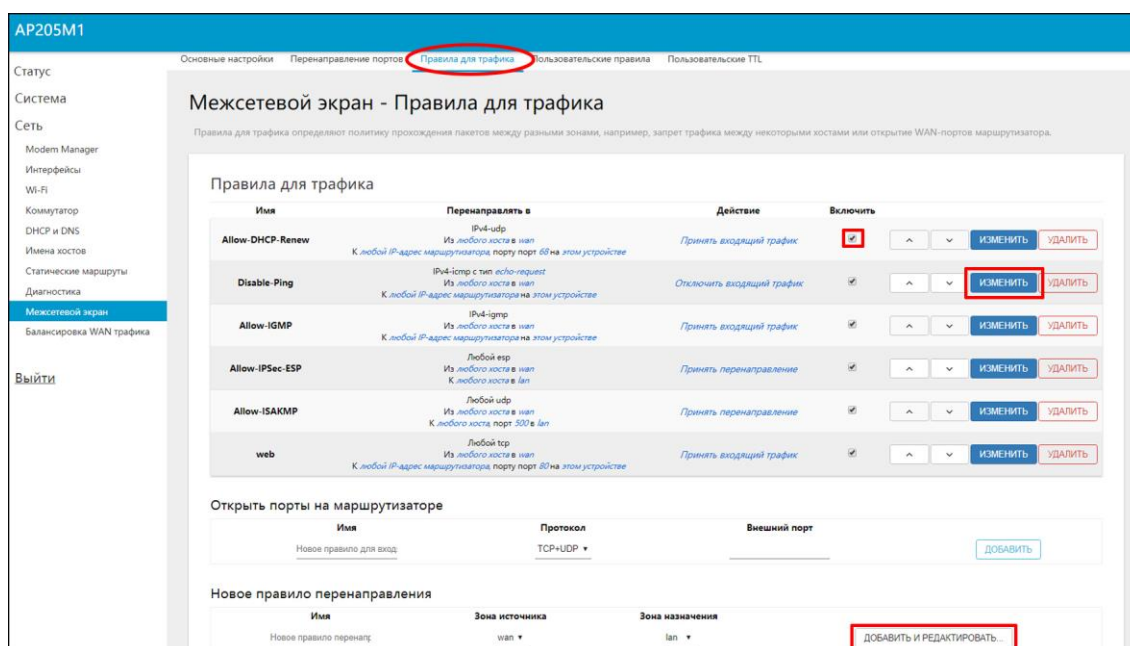 AP205M1
Основные настройки Перенаправление портов Правила для трафика Пользовательские правила Пользовательские TTL
Статус
Система
Сеть
Modem Manager
Интерфейсы
Wi-Fi
Коммутатор
DHCP и DNS
Имена хостов
Статические маршруты
Диагностика
Межсетевой экран
Балансировка WAN трафика
Выйти
Межсетевой экран - Правила для трафика
Правила для трафика определяют политику прохождения пакетов между разными зонами, например, запрет трафика между некоторыми хостами или открытие WAN-портов маршрутизатора.
Правила для трафика
Имя Перенаправлять в Действие Включить
IPv4-udp
Allow-DHCP-Renew Из любого хоста в wan Принять входящий трафик ИЗМЕНИТЬ УДАЛИТЬ
К любой IP-адрес маршрутизатора, порту порт 68 на этом устройстве
IPv4-icmp с тип echo-request
Disable-Ping Из любого хоста в wan Отключить входящий трафик ИЗМЕНИТЬ УДАЛИТЬ
К любой IP-адрес маршрутизатора на этом устройстве
IPv4-igmp
Allow-IGMP Из любого хоста в wan Принять входящий трафик ИЗМЕНИТЬ УДАЛИТЬ
К любой IP-адрес маршрутизатора на этом устройстве
Любой esp
Allow-IPSec-ESP Из любого хоста в wan Принять перенаправление ИЗМЕНИТЬ УДАЛИТЬ
К любого хоста в lan
Любой udp
Allow-ISAKMP Из любого хоста в wan Принять перенаправление ИЗМЕНИТЬ УДАЛИТЬ
К любого хоста, порт 500 в lan
Любой tcp
web Из любого хоста в wan Принять входящий трафик ИЗМЕНИТЬ УДАЛИТЬ
К любой IP-адрес маршрутизатора, порту порт 80 на этом устройстве
Открыть порты на маршрутизаторе
Имя Протокол Внешний порт
Новое правило для вход TCP+UDP ДОБАВИТЬ
Новое правило перенаправления
Имя Зона источника Зона назначения
Новое правило перенапр wan lan ДОБАВИТЬ И РЕДАКТИРОВАТЬ...